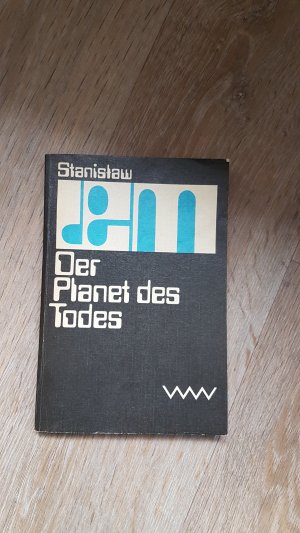 Stanisław
Lem
Der
Planet des
Todes